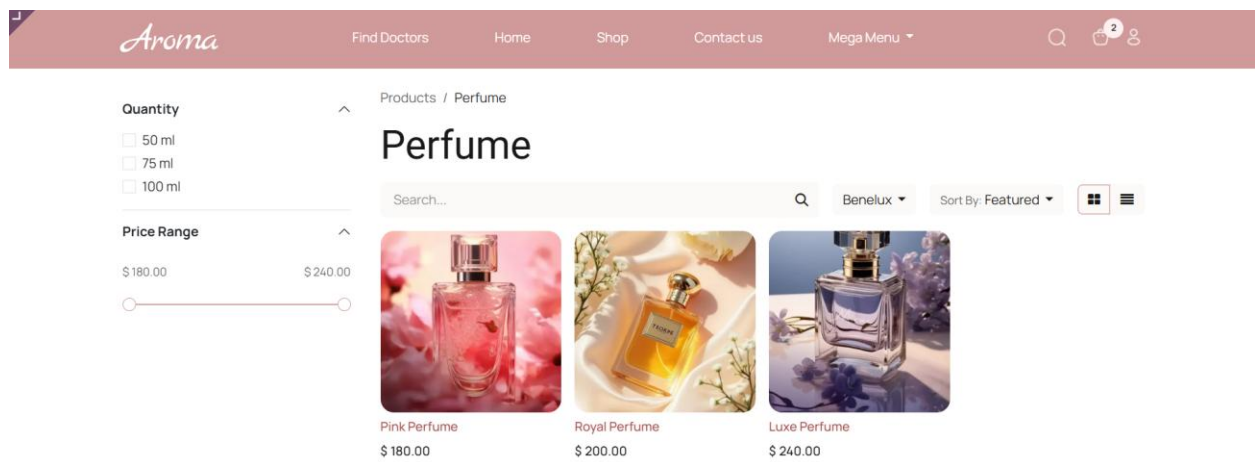 Aroma
Find Doctors Home Shop Contact us Mega Menu 2
Quantity
50 ml
75 ml
100 ml
Price Range
$ 180.00 $ 240.00
Products / Perfume
Perfume
Search... Benelux Sort By: Featured
Pink Perfume
$ 180.00
Royal Perfume
$ 200.00
Luxe Perfume
$ 240.00